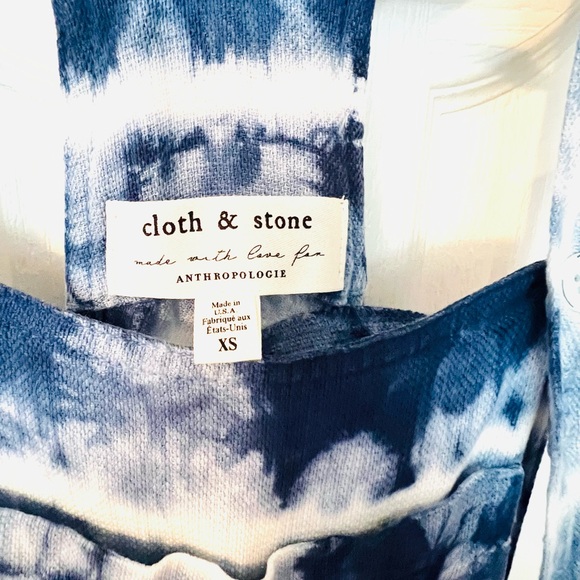 cloth & stone
made with love for
ANTHROPOLOGIE
Made in
U.S.A
Fabriqué aux
États-Unis
XS